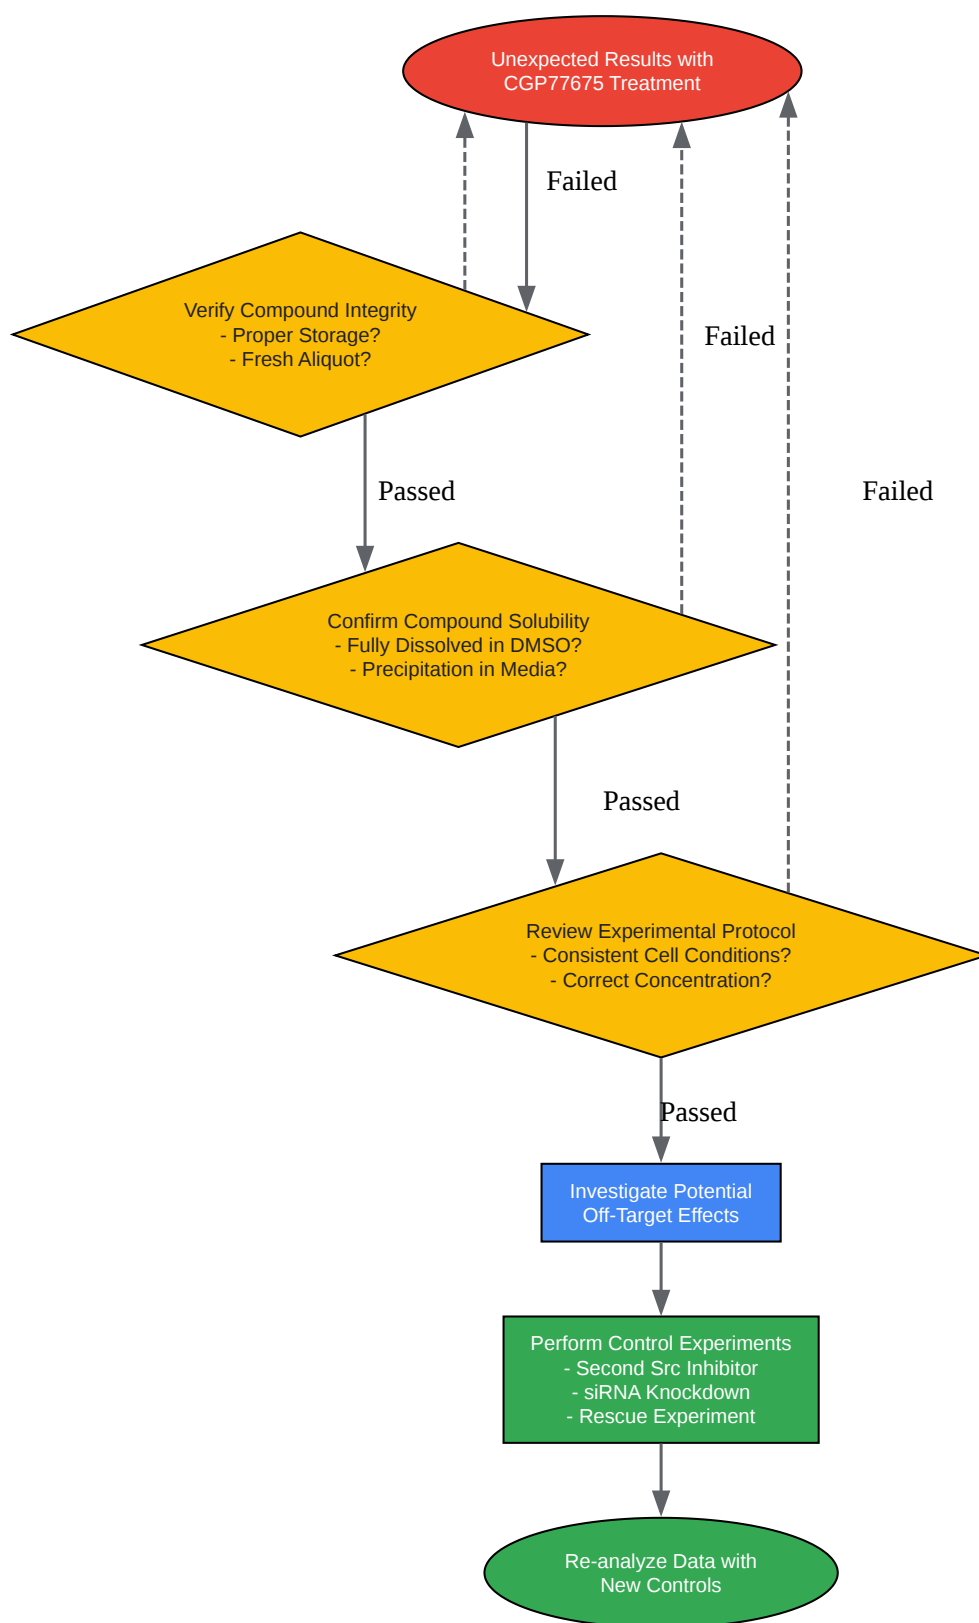 Unexpected Results with
CGP77675 Treatment
Failed
Verify Compound Integrity
- Proper Storage?
- Fresh Aliquot?
Failed
Passed
Failed
Confirm Compound Solubility
- Fully Dissolved in DMSO?
- Precipitation in Media?
Passed
Review Experimental Protocol
- Consistent Cell Conditions?
- Correct Concentration?
Passed
Investigate Potential
Off-Target Effects
Perform Control Experiments
- Second Src Inhibitor
- siRNA Knockdown
- Rescue Experiment
Re-analyze Data with
New Controls